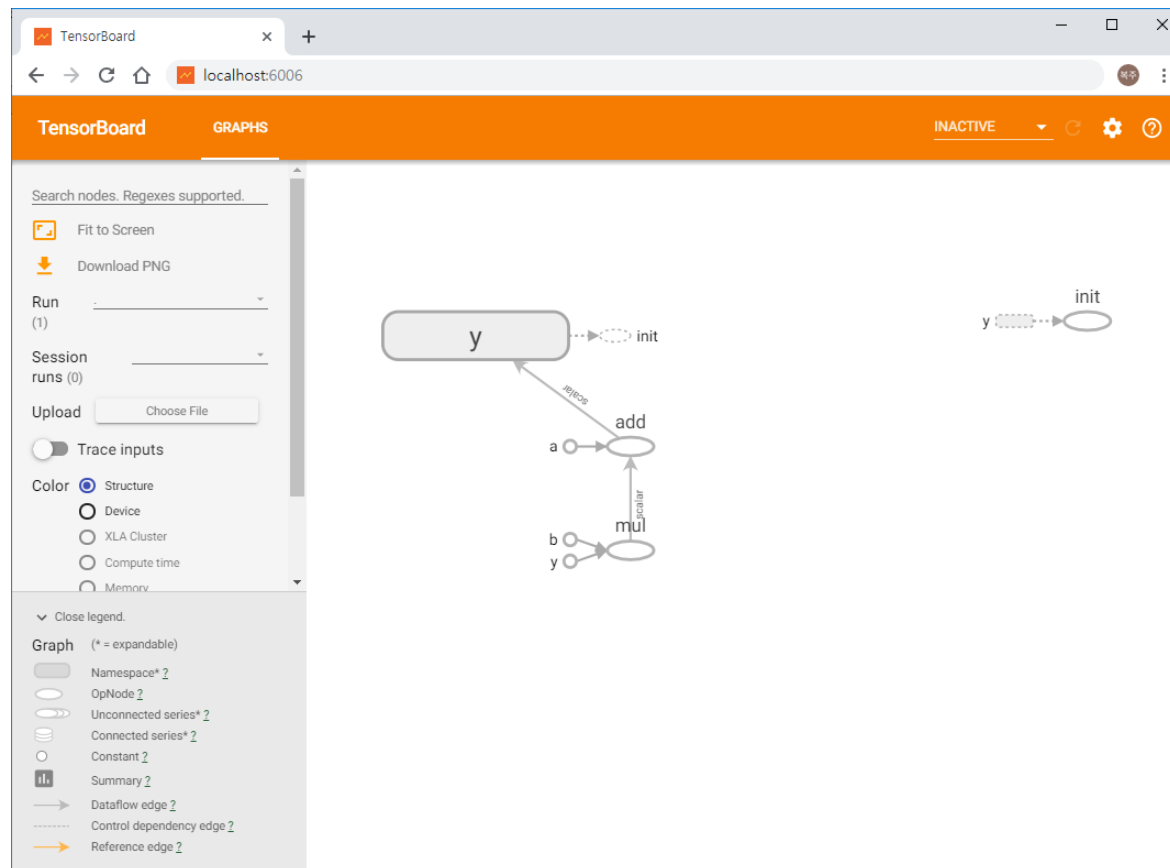 TensorBoard
localhost:6006
복주
TensorBoard GRAPHS INACTIVE
Search nodes. Regexes supported.
Fit to Screen
Download PNG
Run
(1)
Session
runs (0)
Upload Choose File
Trace inputs
Color Structure
Device
XLA Cluster
Compute time
Memory
Close legend.
Graph (* = expandable)
Namespace* ?
OpNode ?
Unconnected series* ?
Connected series* ?
Constant ?
Summary ?
Dataflow edge ?
Control dependency edge ?
Reference edge ?
y init
scalar
add
a
scalar
mul
b
y
init
y